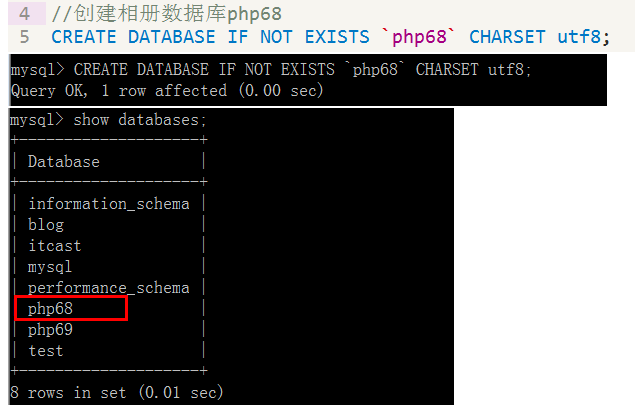 4 //创建相册数据库php68
5 CREATE DATABASE IF NOT EXISTS `php68` CHARSET utf8;
mysql> CREATE DATABASE IF NOT EXISTS `php68` CHARSET utf8;
Query OK, 1 row affected (0.00 sec)
mysql> show databases;
+--------------------+
| Database           |
+--------------------+
| information_schema |
| blog               |
| itcast             |
| mysql              |
| performance_schema |
| php68              |
| php69              |
| test               |
+--------------------+
8 rows in set (0.01 sec)